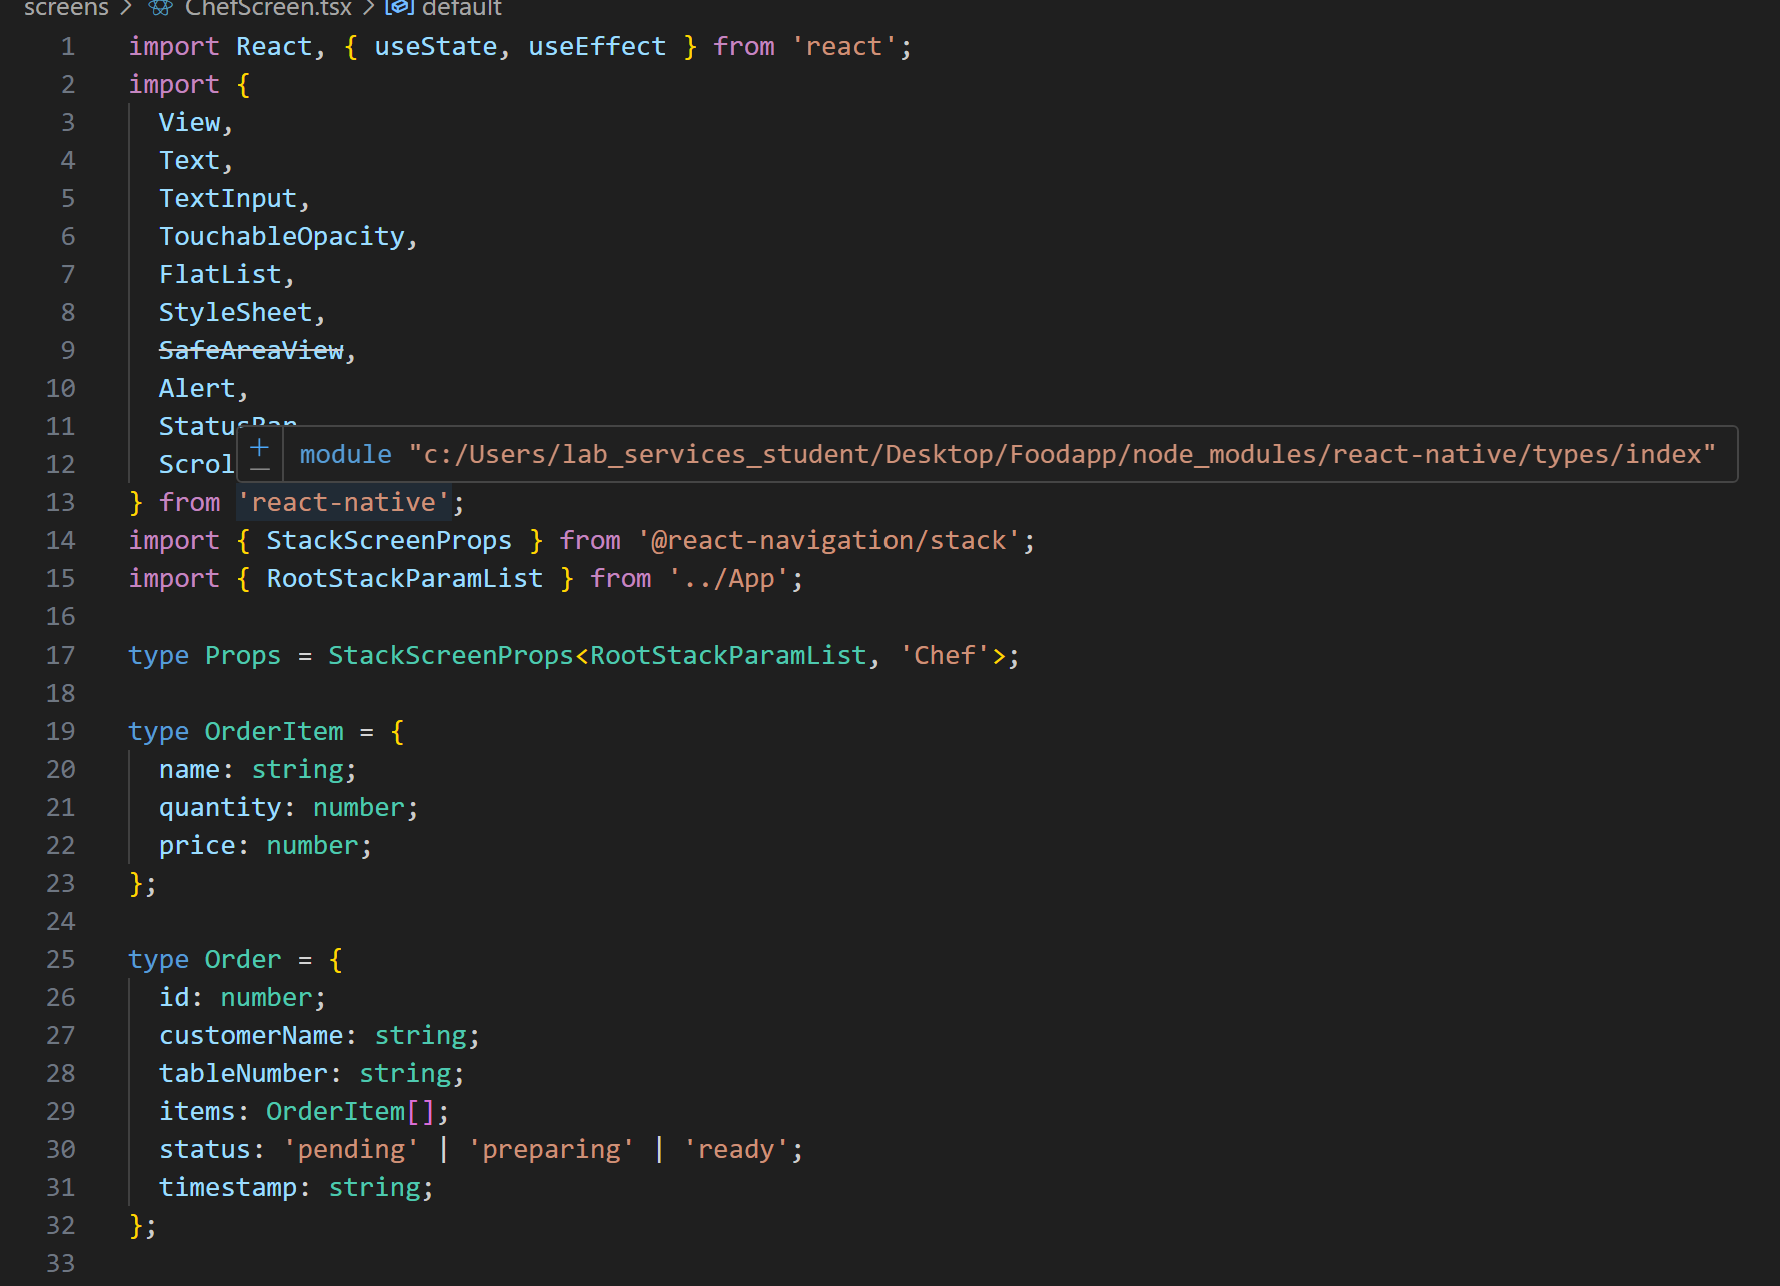 screens > ChefScreen.tsx > default
1 import React, { useState, useEffect } from 'react';
2 import {
3 View,
4 Text,
5 TextInput,
6 TouchableOpacity,
7 FlatList,
8 StyleSheet,
9 SafeAreaView,
10 Alert,
11 StatusBar
12 Scrol
module "c:/Users/lab_services_student/Desktop/Foodapp/node_modules/react-native/types/index"
13 } from 'react-native';
14 import { StackScreenProps } from '@react-navigation/stack';
15 import { RootStackParamList } from '../App';
16
17 type Props = StackScreenProps<RootStackParamList, 'Chef'>;
18
19 type OrderItem = {
20 name: string;
21 quantity: number;
22 price: number;
23 };
24
25 type Order = {
26 id: number;
27 customerName: string;
28 tableNumber: string;
29 items: OrderItem[];
30 status: 'pending' | 'preparing' | 'ready';
31 timestamp: string;
32 };
33